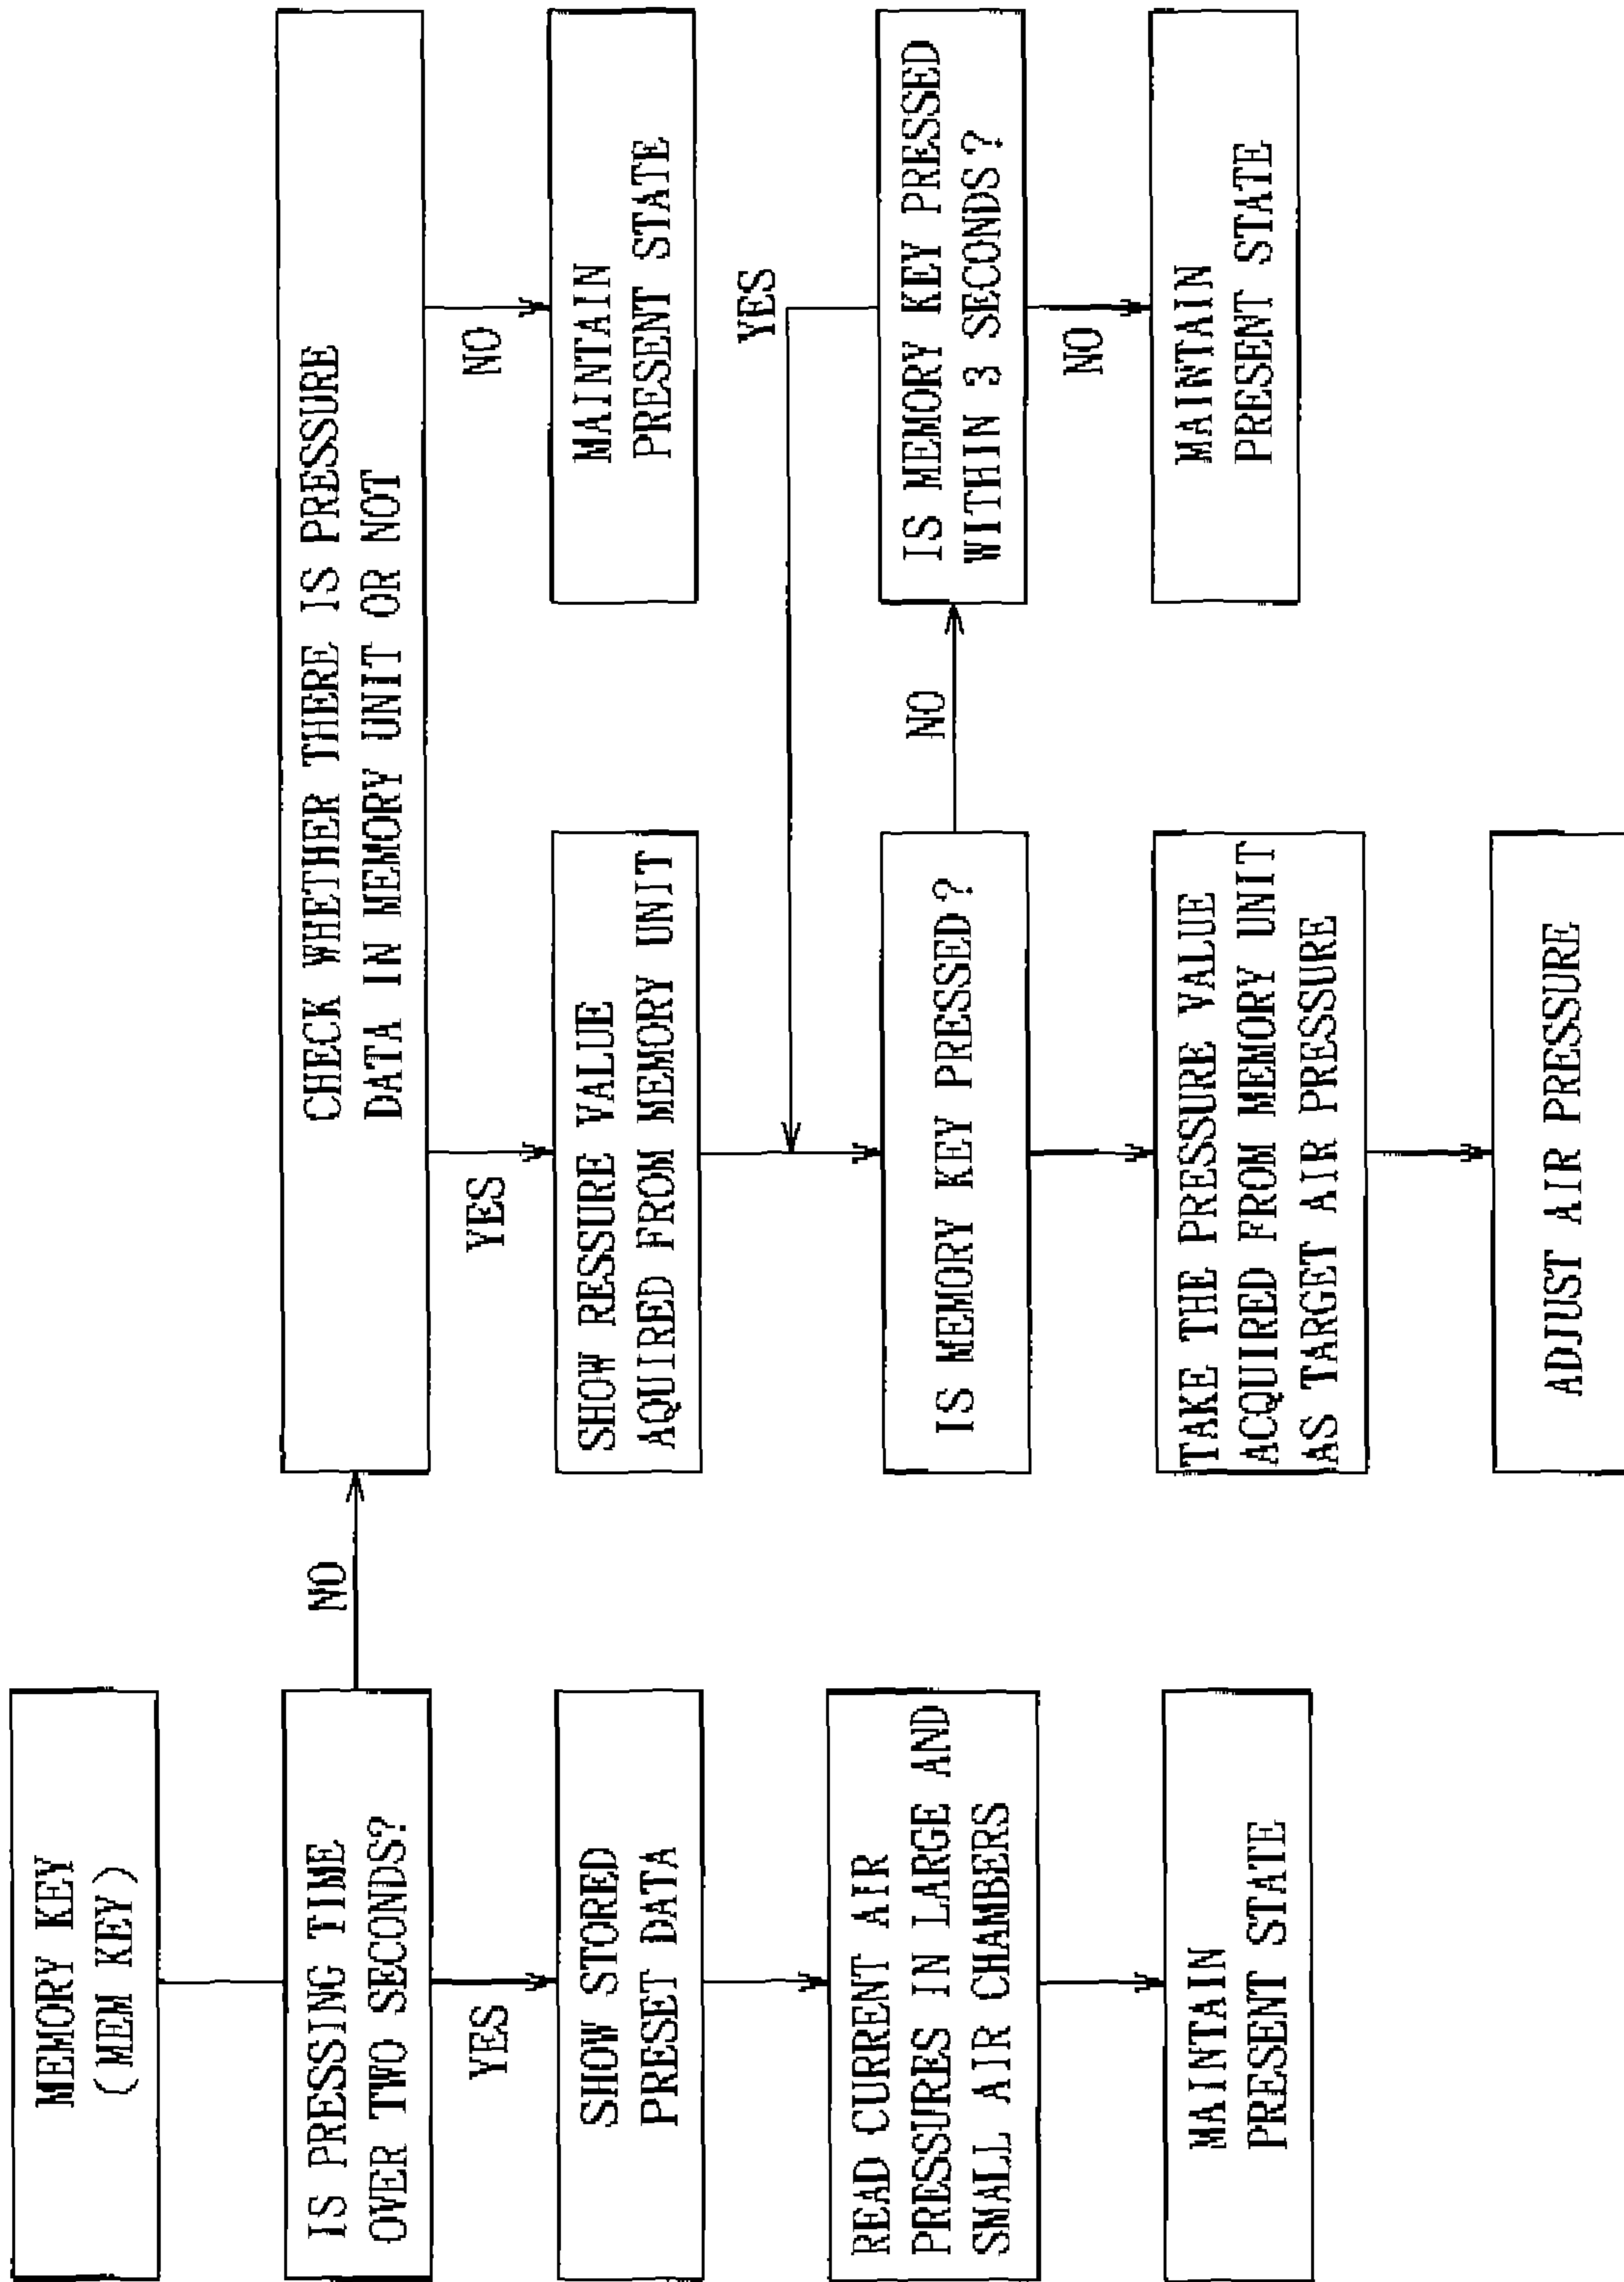 MEMORY KEY
(MEM KEY)
IS PRESSING TIME
OVER TWO SECONDS?
NO
CHECK WHETHER THERE IS PRESSURE
DATA IN MEMORY UNIT OR NOT
YES
SHOW STORED
PRESET DATA
YES
SHOW RESSURE VALUE
AQUIRED FROM MEMORY UNIT
NO
MAINTAIN
PRESENT STATE
READ CURRENT AIR
PRESSURES IN LARGE AND
SMALL AIR CHAMBERS
IS MEMORY KEY PRESSED?
NO
YES
IS MEMORY KEY PRESSED
WITHIN 3 SECONDS?
MAINTAIN
PRESENT STATE
TAKE THE PRESSURE VALUE
ACQUIRED FROM MEMORY UNIT
AS TARGET AIR PRESSURE
NO
MAINTAIN
PRESENT STATE
ADJUST AIR PRESSURE